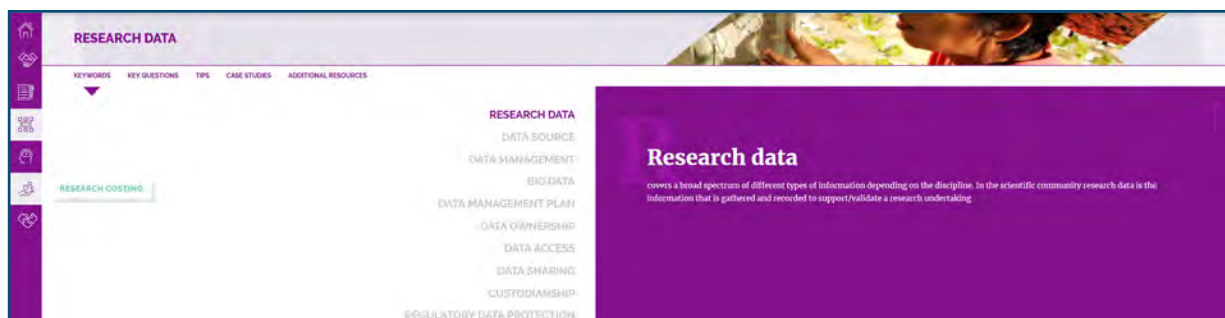 RESEARCH DATA
KEYWORDS KEY QUESTIONS TIPS CASE STUDIES ADDITIONAL RESOURCES
RESEARCH DATA
DATA SOURCE
DATA MANAGEMENT
BIG DATA
DATA MANAGEMENT PLAN
DATA OWNERSHIP
DATA ACCESS
DATA SHARING
CUSTODIANSHIP
REGULATORY DATA PROTECTION
RESEARCH COSTING
R
Research data
covers a broad spectrum of different types of information depending on the discipline. In the scientific community research data is the
information that is gathered and recorded to support/validate a research undertaking